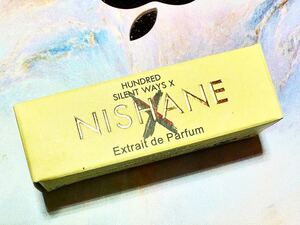 HUNDRED
SILENT WAYS X
NISHANE
X
Extrait de Parfum